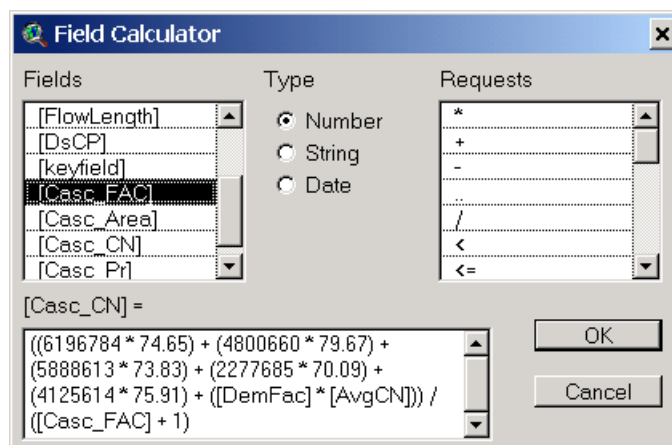 Field Calculator
Fields
Type
Requests
[FlowLength]
[DsCP]
[keyfield]
[Casc_FAC]
[Casc_Area]
[Casc_CN]
[Casc_Pr]
Number
String
Date
*
+
-
..
/
<
<=
[Casc_CN] =
((6196784 * 74.65) + (4800660 * 79.67) +
(5888613 * 73.83) + (2277685 * 70.09) +
(4125614 * 75.91) + ([DemFac] * [AvgCN])) /
([Casc_FAC] + 1)
OK
Cancel